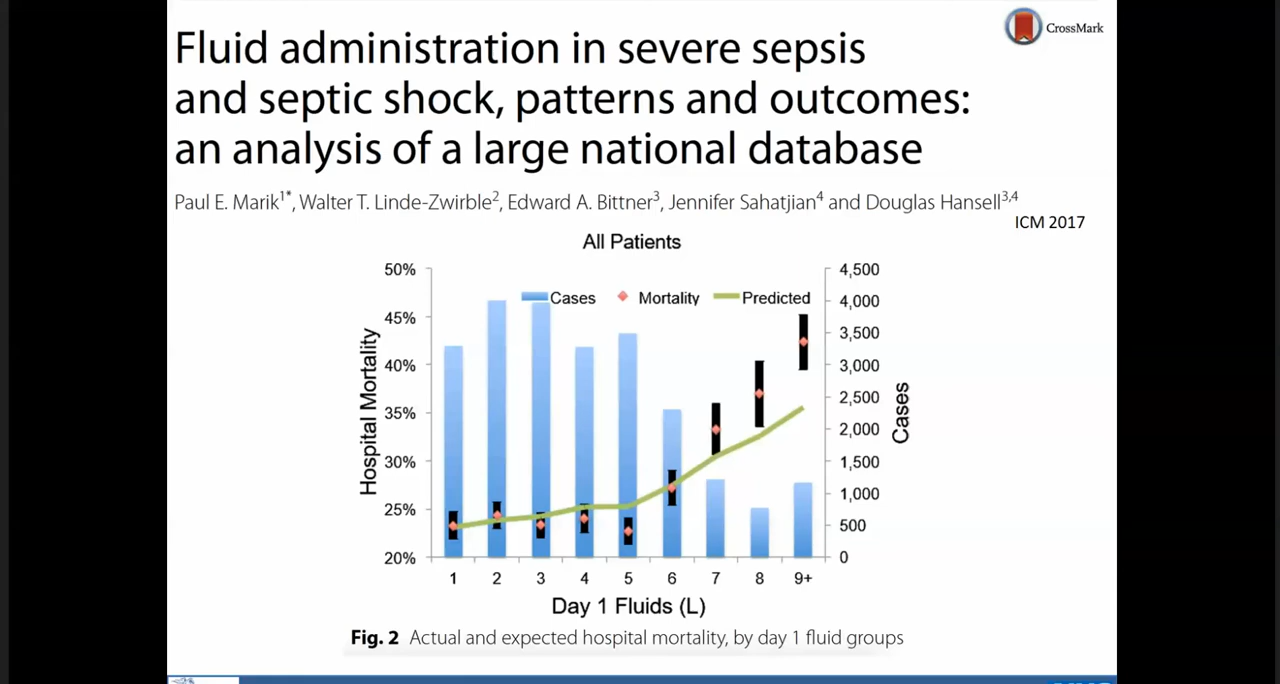 CrossMark
Fluid administration in severe sepsis
and septic shock, patterns and outcomes:
an analysis of a large national database
Paul E. Marik1*, Walter T. Linde-Zwirble2, Edward A. Bittner3, Jennifer Sahatjian4 and Douglas Hansell3,4
ICM 2017
All Patients
50%
45%
40%
35%
30%
25%
20%
Hospital Mortality
Cases
Mortality
Predicted
4,500
4,000
3,500
3,000
2,500
2,000
1,500
1,000
500
0
Cases
1 2 3 4 5 6 7 8 9+
Day 1 Fluids (L)
Fig. 2 Actual and expected hospital mortality, by day 1 fluid groups